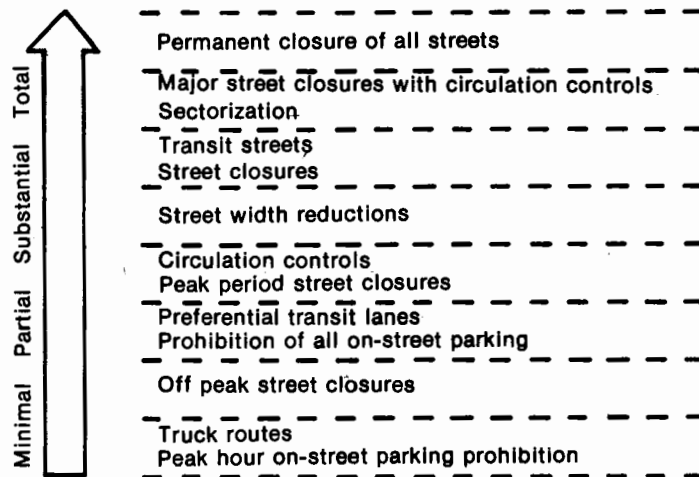 Permanent closure of all streets
Major street closures with circulation controls
Sectorization
Transit streets
Street closures
Street width reductions
Circulation controls
Peak period street closures
Preferential transit lanes
Prohibition of all on-street parking
Off peak street closures
Truck routes
Peak hour on-street parking prohibition
Total
Substantial
Partial
Minimal